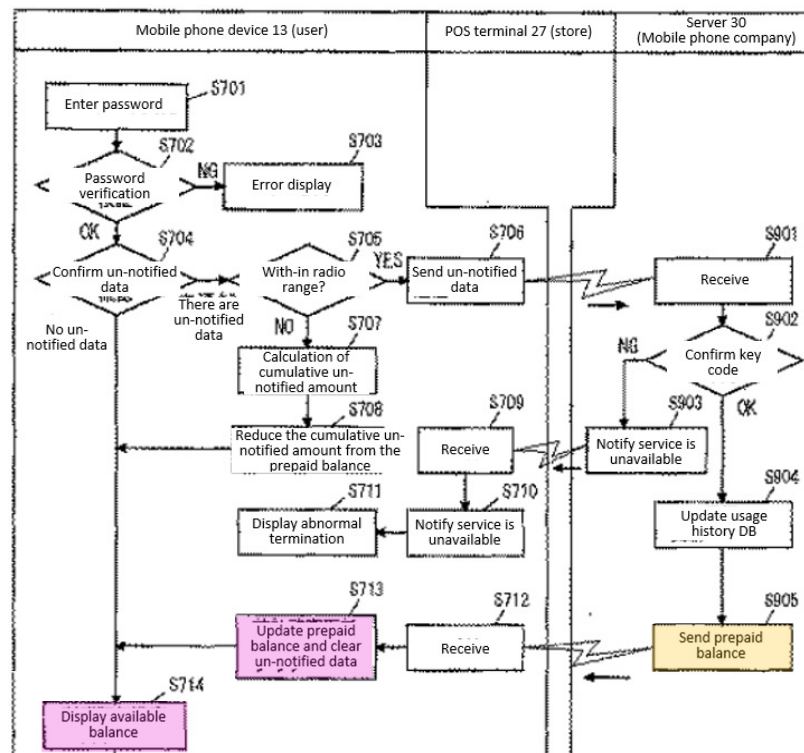 Mobile phone device 13 (user)
POS terminal 27 (store)
Server 30
(Mobile phone company)
S701
Enter password
S702
Password
verification
NG
S703
Error display
OK
S704
Confirm un-notified
data
There are
un-notified
data
No un-
notified data
S705
With-in radio
range?
YES
NO
S706
Send un-notified
data
S901
Receive
S902
Confirm key
code
NG
OK
S707
Calculation of
cumulative un-
notified amount
S708
Reduce the cumulative un-
notified amount from the
prepaid balance
S709
Receive
S903
Notify service is
unavailable
S904
Update usage
history DB
S710
Notify service is
unavailable
S711
Display abnormal
termination
S713
Update prepaid
balance and clear
un-notified data
S712
Receive
S905
Send prepaid
balance
S714
Display available
balance